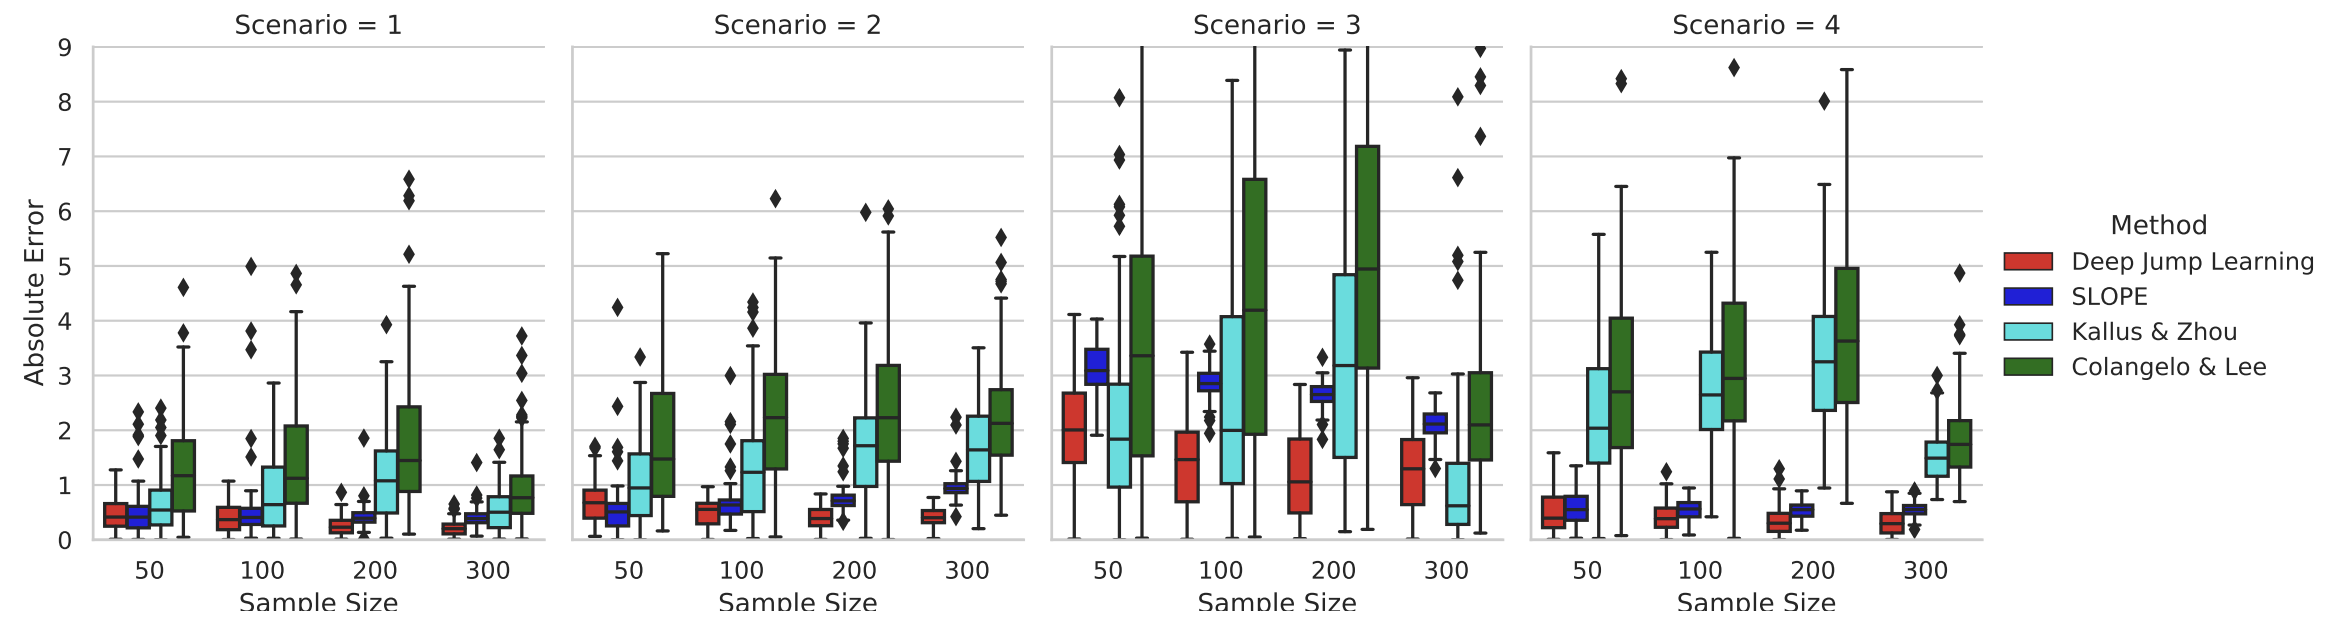 Scenario = 1
Scenario = 2
Scenario = 3
Scenario = 4
Absolute Error
9
8
7
6
5
4
3
2
1
0
50 100 200 300
50 100 200 300
50 100 200 300
50 100 200 300
Sample Size
Sample Size
Sample Size
Sample Size
Method
Deep Jump Learning
SLOPE
Kallus & Zhou
Colangelo & Lee